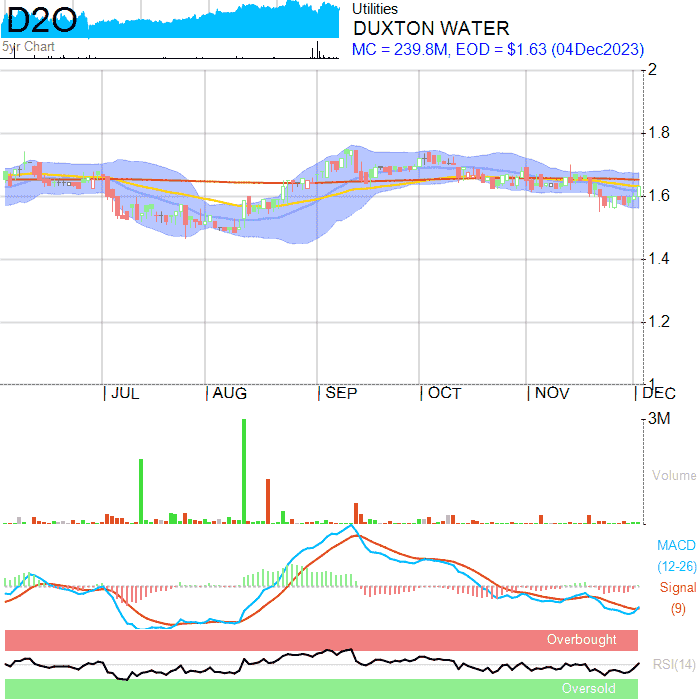 D2O
5yr Chart
Utilities
DUXTON WATER
MC = 239.8M, EOD = $1.63 (04Dec2023)
2
1.8
1.6
1.4
1.2
1
JUL AUG SEP OCT NOV DEC
3M
Volume
MACD
(12-26)
Signal
(9)
Overbought
RSI(14)
Oversold